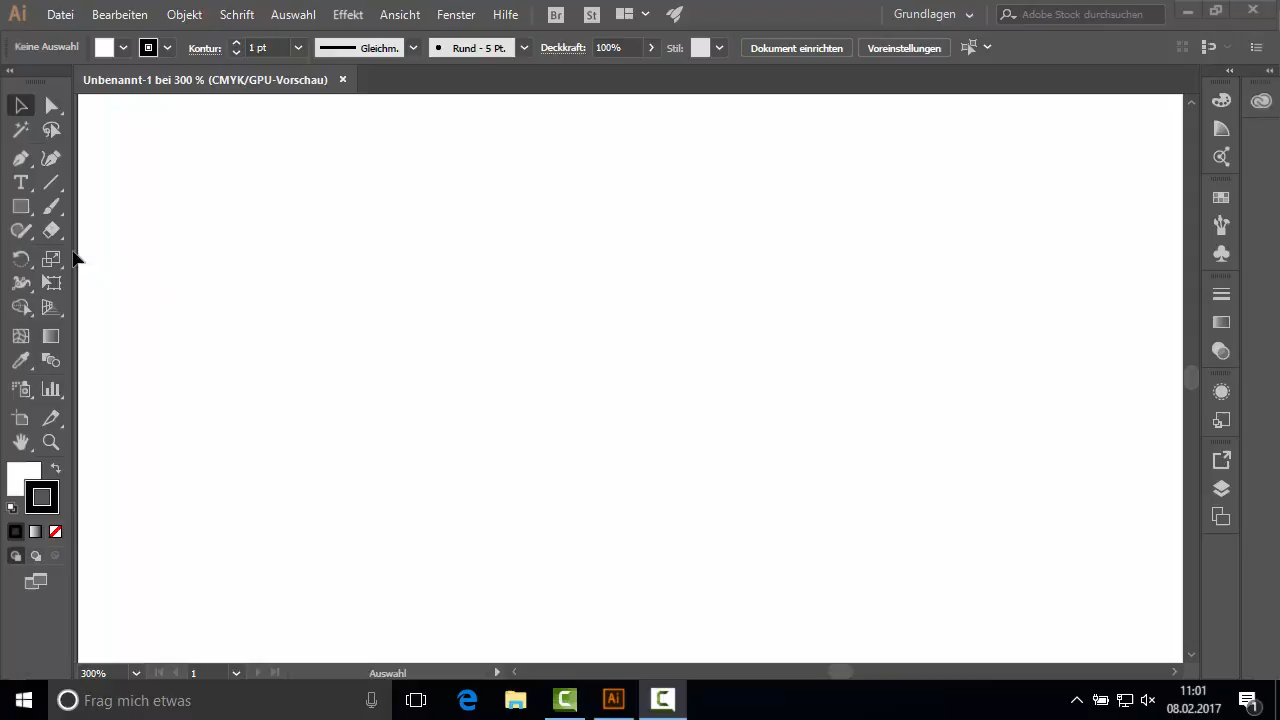 Ai Datei Bearbeiten Objekt Schrift Auswahl Effekt Ansicht Fenster Hilfe Br St Grundlagen Adobe Stock durchsuchen
Keine Auswahl Kontur: 1 pt Gleichm. Rund - 5 Pt. Deckkraft: 100% Stil: Dokument einrichten Voreinstellungen
Unbenannt-1 bei 300 % (CMYK/GPU-Vorschau)
300% 1 Auswahl
Frag mich etwas Ai 11:01
08.02.2017 1